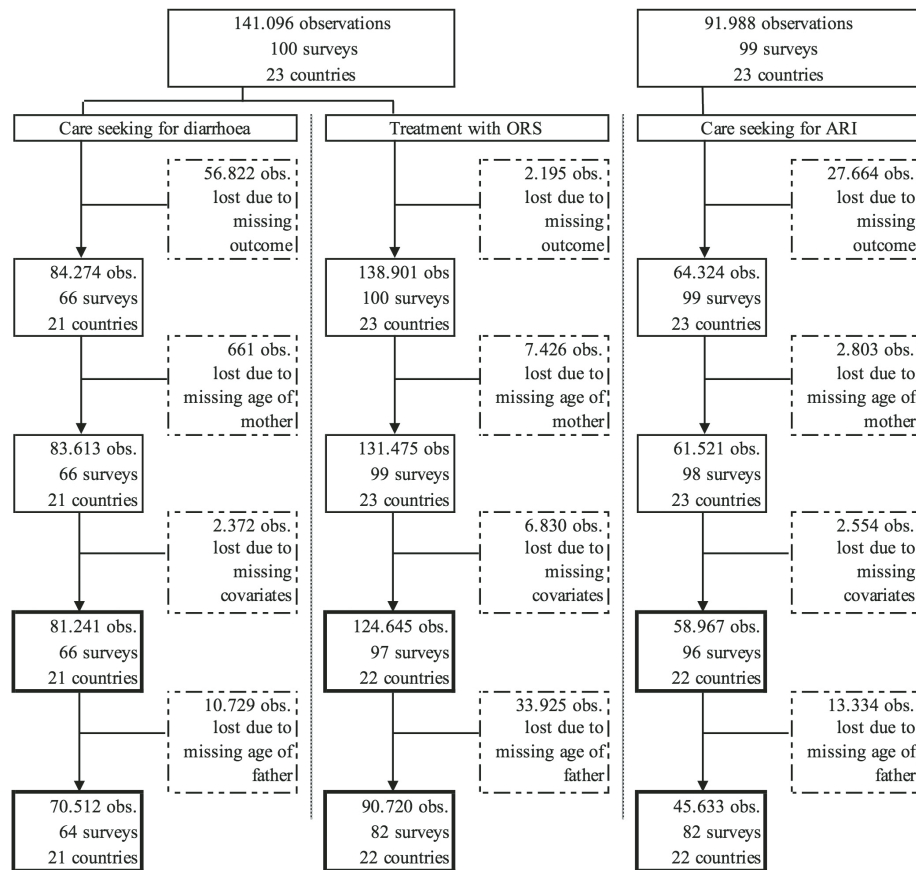 141.096 observations
100 surveys
23 countries
91.988 observations
99 surveys
23 countries
Care seeking for diarrhoea
56.822 obs.
lost due to
missing
outcome
84.274 obs.
66 surveys
21 countries
661 obs.
lost due to
missing age of
mother
83.613 obs.
66 surveys
21 countries
2.372 obs.
lost due to
missing
covariates
81.241 obs.
66 surveys
21 countries
10.729 obs.
lost due to
missing age of
father
70.512 obs.
64 surveys
21 countries
Treatment with ORS
2.195 obs.
lost due to
missing
outcome
138.901 obs
100 surveys
23 countries
7.426 obs.
lost due to
missing age of
mother
131.475 obs
99 surveys
23 countries
6.830 obs.
lost due to
missing
covariates
124.645 obs.
97 surveys
22 countries
33.925 obs.
lost due to
missing age of
father
90.720 obs.
82 surveys
22 countries
Care seeking for ARI
27.664 obs.
lost due to
missing
outcome
64.324 obs.
99 surveys
23 countries
2.803 obs.
lost due to
missing age of
mother
61.521 obs.
98 surveys
23 countries
2.554 obs.
lost due to
missing
covariates
58.967 obs.
96 surveys
22 countries
13.334 obs.
lost due to
missing age of
father
45.633 obs.
82 surveys
22 countries